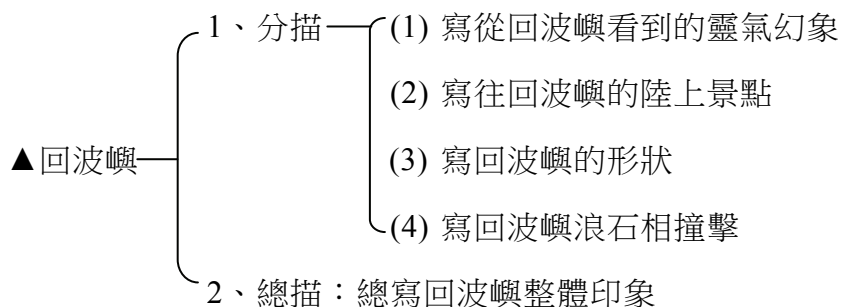 1、分描
(1) 寫從回波嶼看到的靈氣幻象
(2) 寫往回波嶼的陸上景點
▲回波嶼
(3) 寫回波嶼的形狀
(4) 寫回波嶼浪石相撞擊
2、總描：總寫回波嶼整體印象